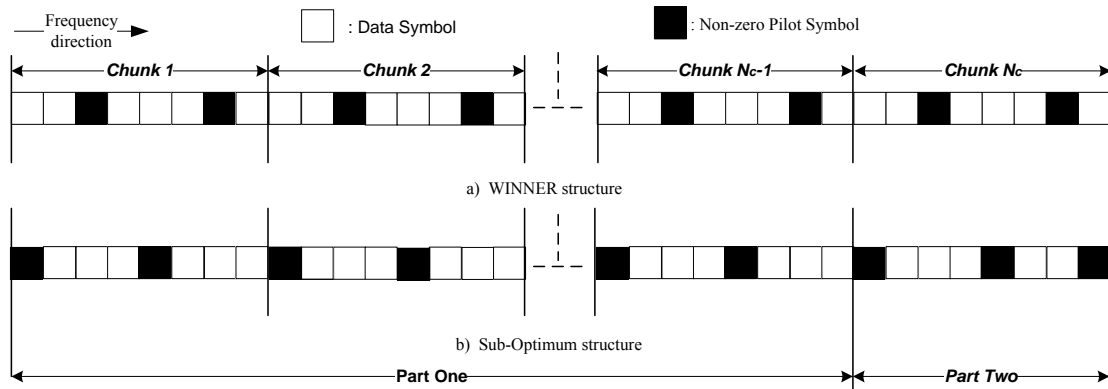 Frequency direction
: Data Symbol
: Non-zero Pilot Symbol
Chunk 1
Chunk 2
Chunk Nc-1
Chunk Nc
a) WINNER structure
b) Sub-Optimum structure
Part One
Part Two